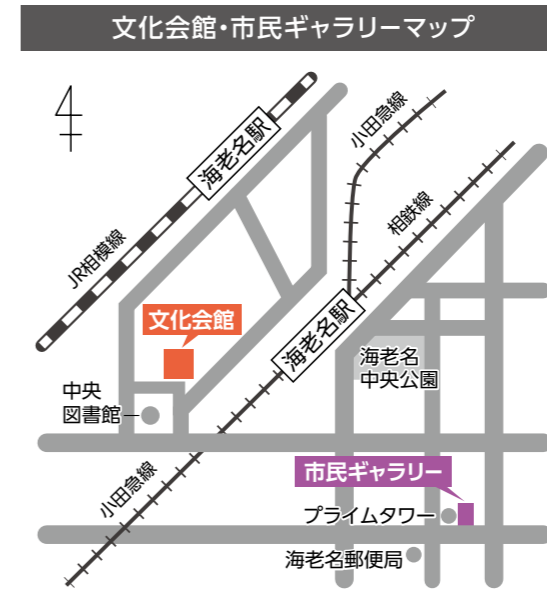 文化会館・市民ギャラリーマップ
小田急線
海老名駅
相鉄線
JR相模線
文化会館
海老名駅
海老名
中央公園
中央
図書館
市民ギャラリー
小田急線
プライムタワー
海老名郵便局